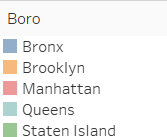 Boro
Bronx
Brooklyn
Manhattan
Queens
Staten Island